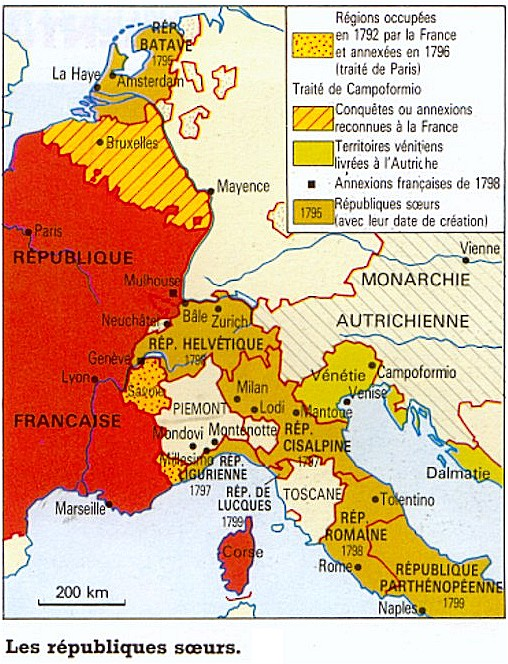 Régions occupées
en 1792 par la France
et annexées en 1796
(traité de Paris)
Traité de Campoformio
Conquêtes ou annexions
reconnues à la France
Territoires vénitiens
livrées à l'Autriche
Annexions françaises de 1798
1795
Républiques sœurs
(avec leur date de création)
RÉP.
BATAVE
1795
La Haye
Amsterdam
Bruxelles
Mayence
Paris
RÉPUBLIQUE
FRANÇAISE
Vienne
MONARCHIE
AUTRICHIENNE
Mulhouse
Bâle
Zurich
Neuchâtel
RÉP. HELVÉTIQUE
1798
Genève
Lyon
Savoie
PIEMONT
Milan
Lodi
Mantone
Vénétie
Campoformio
Venise
RÉP.
CISALPINE
1797
Mondovi
Montenotte
Millesimo
RÉP.
LIGURIENNE
1797
RÉP. DE
LUCQUES
1799
TOSCANE
Dalmatie
Tolentino
RÉP.
ROMAINE
1798
Rome
RÉPUBLIQUE
PARTHÉNOPÉENNE
1799
Naples
Marseille
Corse
200 km
Les républiques sœurs.